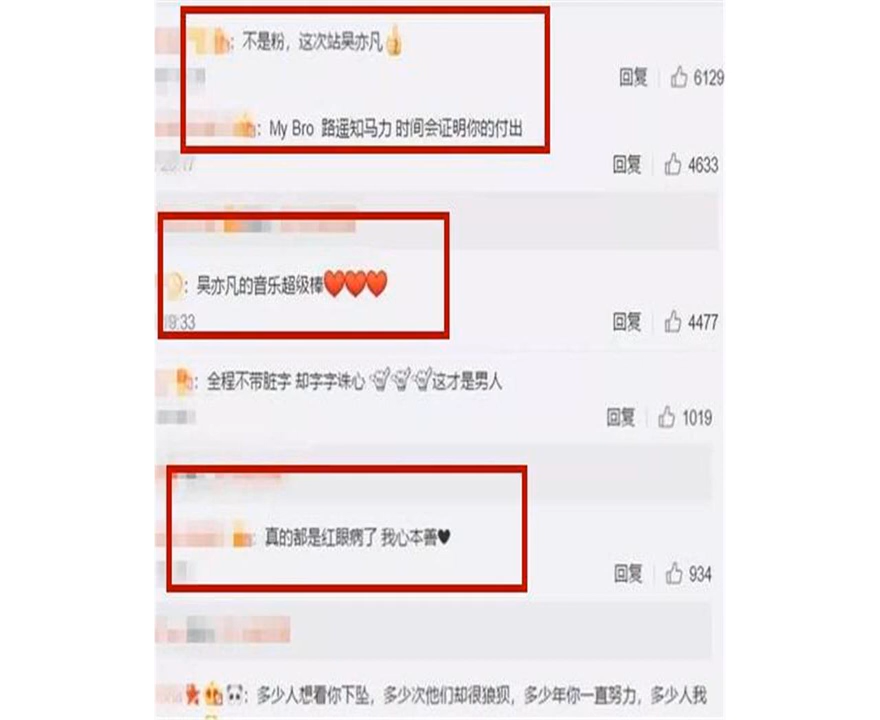 : 不是粉，这次站吴亦凡👍
回复 6129
: My Bro 路遥知马力 时间会证明你的付出
回复 4633
: 吴亦凡的音乐超级棒❤❤❤
19:33
回复 4477
: 全程不带脏字 却字字诛心 这才是男人
回复 1019
: 真的都是红眼病了 我心本善♥
回复 934
: 多少人想看你下坠，多少次他们却很狼狈，多少年你一直努力，多少人我